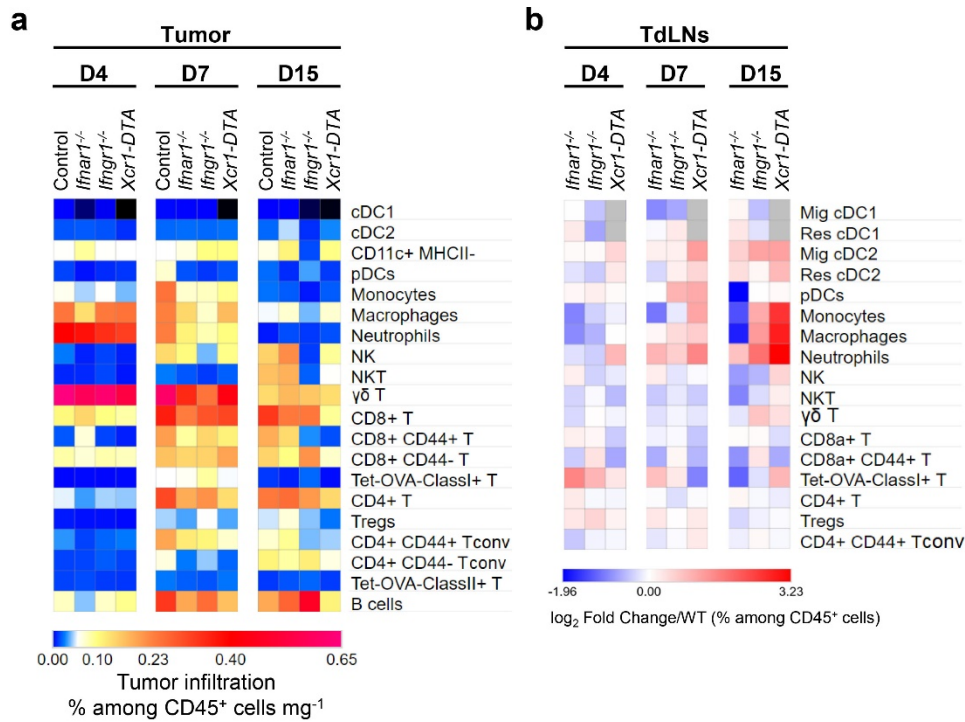 a
Tumor
D4 D7 D15
Control Ifnar1-/- Ifngr1-/- Xcr1-DTA Control Ifnar1-/- Ifngr1-/- Xcr1-DTA Control Ifnar1-/- Ifngr1-/- Xcr1-DTA
cDC1
cDC2
CD11c+ MHCII-
pDCs
Monocytes
Macrophages
Neutrophils
NK
NKT
γδ T
CD8+ T
CD8+ CD44+ T
CD8+ CD44- T
Tet-OVA-ClassI+ T
CD4+ T
Tregs
CD4+ CD44+ Tconv
CD4+ CD44- Tconv
Tet-OVA-ClassII+ T
B cells
0.00 0.10 0.23 0.40 0.65
Tumor infiltration
% among CD45⁺ cells mg⁻¹
b
TdLNs
D4 D7 D15
Ifnar1-/- Ifngr1-/- Xcr1-DTA Ifnar1-/- Ifngr1-/- Xcr1-DTA Ifnar1-/- Ifngr1-/- Xcr1-DTA
Mig cDC1
Res cDC1
Mig cDC2
Res cDC2
pDCs
Monocytes
Macrophages
Neutrophils
NK
NKT
γδ T
CD8a+ T
CD8a+ CD44+ T
Tet-OVA-ClassI+ T
CD4+ T
Tregs
CD4+ CD44+ Tconv
-1.96 0.00 3.23
log₂ Fold Change/WT (% among CD45⁺ cells)